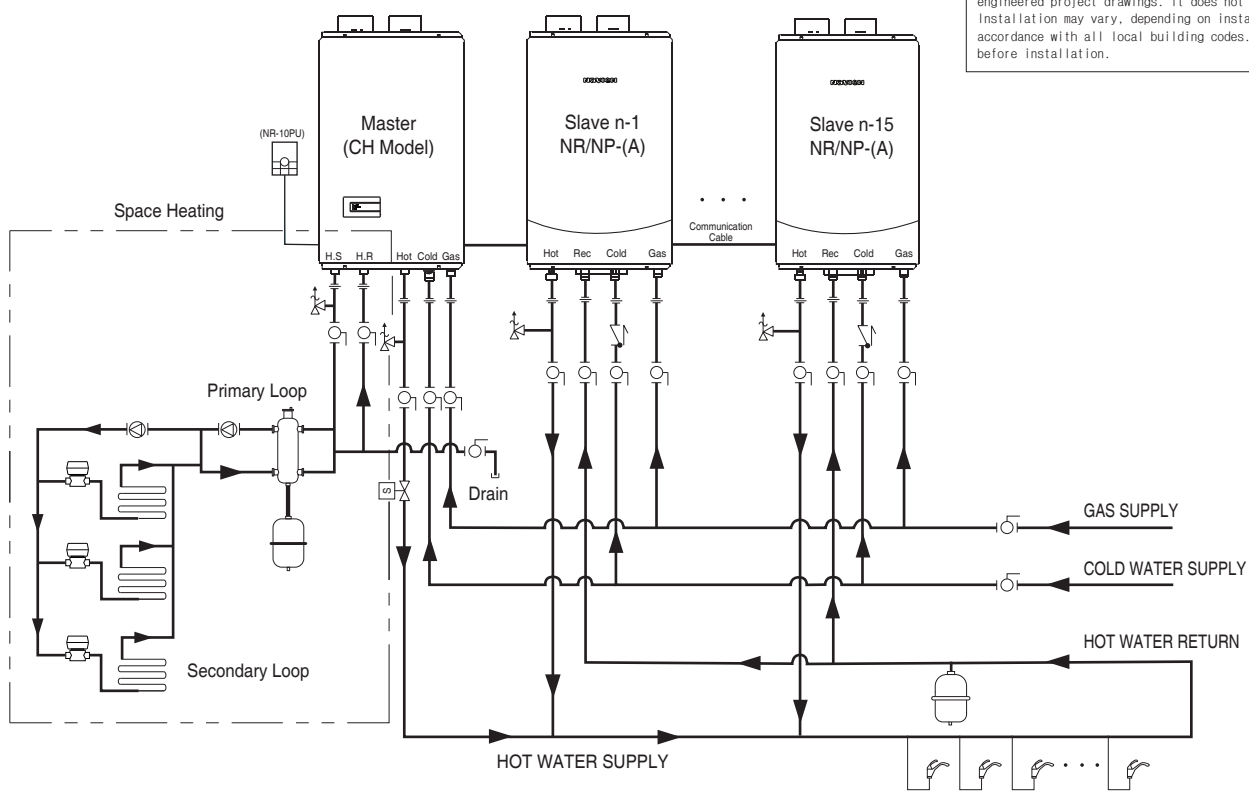 engineered project drawings. It does not
Installation may vary, depending on insta
accordance with all local building codes.
before installation.
(NR-10PU)
Master
(CH Model)
Slave n-1
NR/NP-(A)
Slave n-15
NR/NP-(A)
Communication
Cable
Space Heating
H.S H.R Hot Cold Gas
Hot Rec Cold Gas
Hot Rec Cold Gas
Primary Loop
S
Drain
GAS SUPPLY
COLD WATER SUPPLY
HOT WATER RETURN
Secondary Loop
HOT WATER SUPPLY